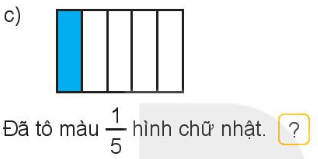 c)
Đã tô màu 1/5 hình chữ nhật. ?